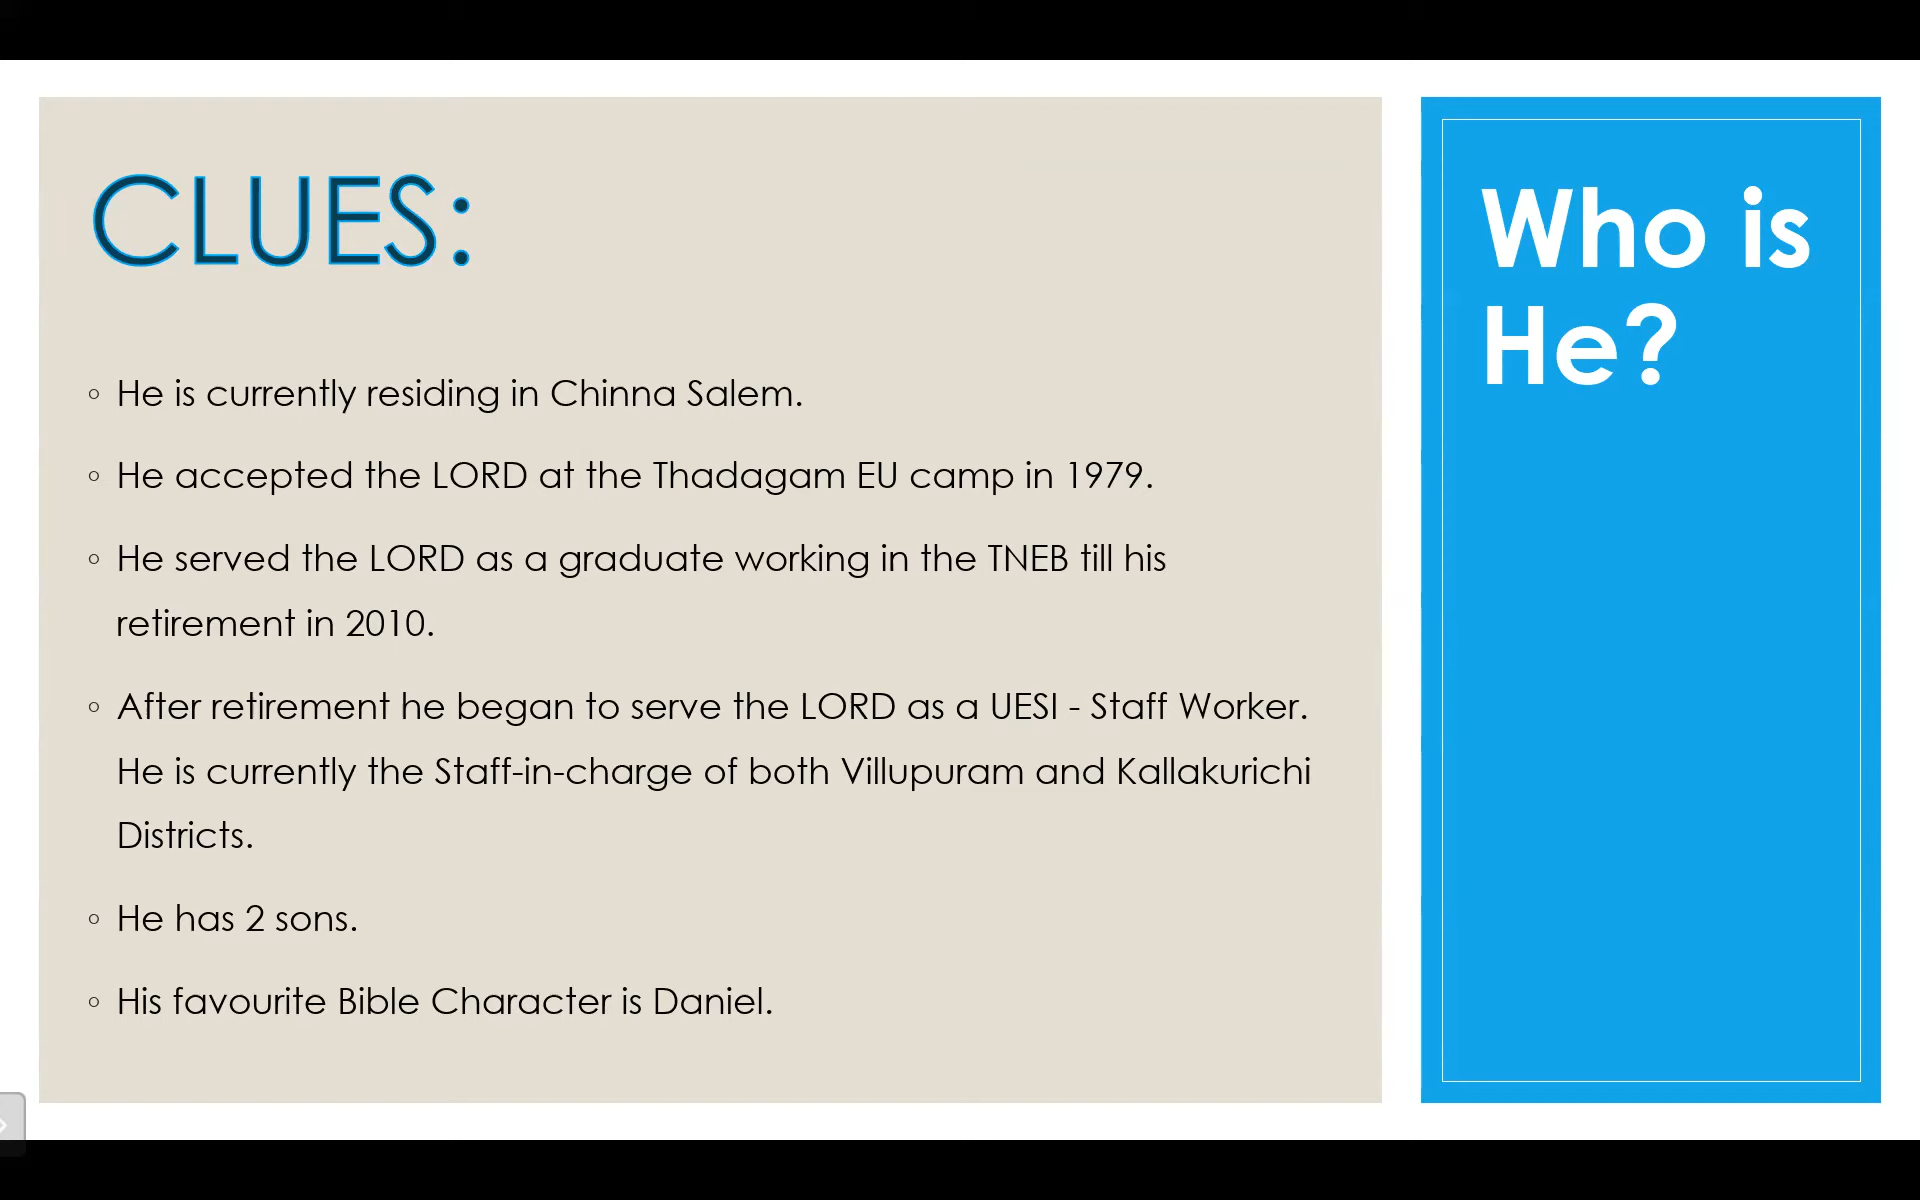 CLUES:
◦ He is currently residing in Chinna Salem.
◦ He accepted the LORD at the Thadagam EU camp in 1979.
◦ He served the LORD as a graduate working in the TNEB till his
retirement in 2010.
◦ After retirement he began to serve the LORD as a UESI - Staff Worker.
He is currently the Staff-in-charge of both Villupuram and Kallakurichi
Districts.
◦ He has 2 sons.
◦ His favourite Bible Character is Daniel.
Who is
He?